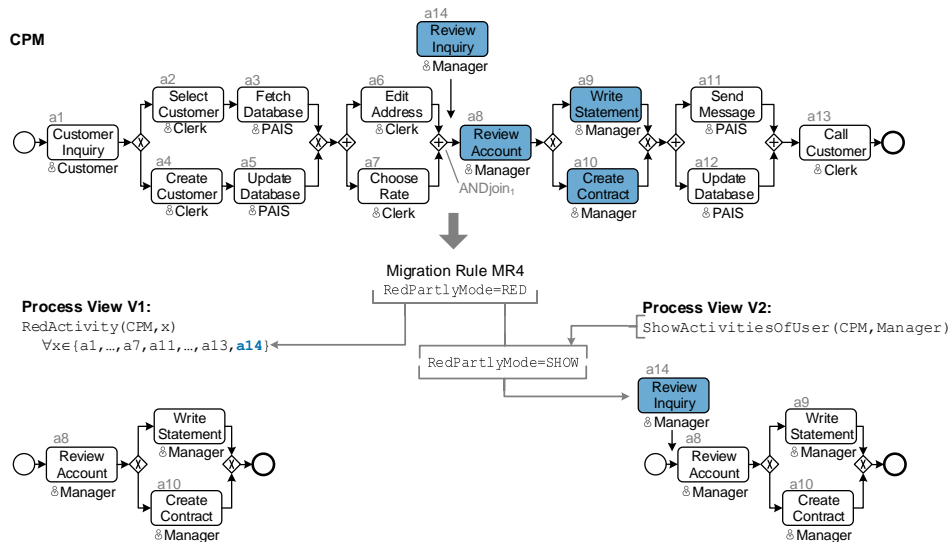 CPM
a14
Review
Inquiry
Manager
a1
Customer
Inquiry
Customer
a2
Select
Customer
Clerk
a3
Fetch
Database
PAIS
a4
Create
Customer
Clerk
a5
Update
Database
PAIS
a6
Edit
Address
Clerk
a7
Choose
Rate
Clerk
ANDjoin₁
a8
Review
Account
Manager
a9
Write
Statement
Manager
a10
Create
Contract
Manager
a11
Send
Message
PAIS
a12
Update
Database
PAIS
a13
Call
Customer
Clerk
Migration Rule MR4
RedPartlyMode=RED
Process View V1:
RedActivity(CPM,x)
∀x∈{a1,…,a7,a11,…,a13,a14}
RedPartlyMode=SHOW
Process View V2:
ShowActivitiesOfUser(CPM,Manager)
a8
Review
Account
Manager
Write
Statement
Manager
a10
Create
Contract
Manager
a14
Review
Inquiry
Manager
a8
Review
Account
Manager
a9
Write
Statement
Manager
a10
Create
Contract
Manager